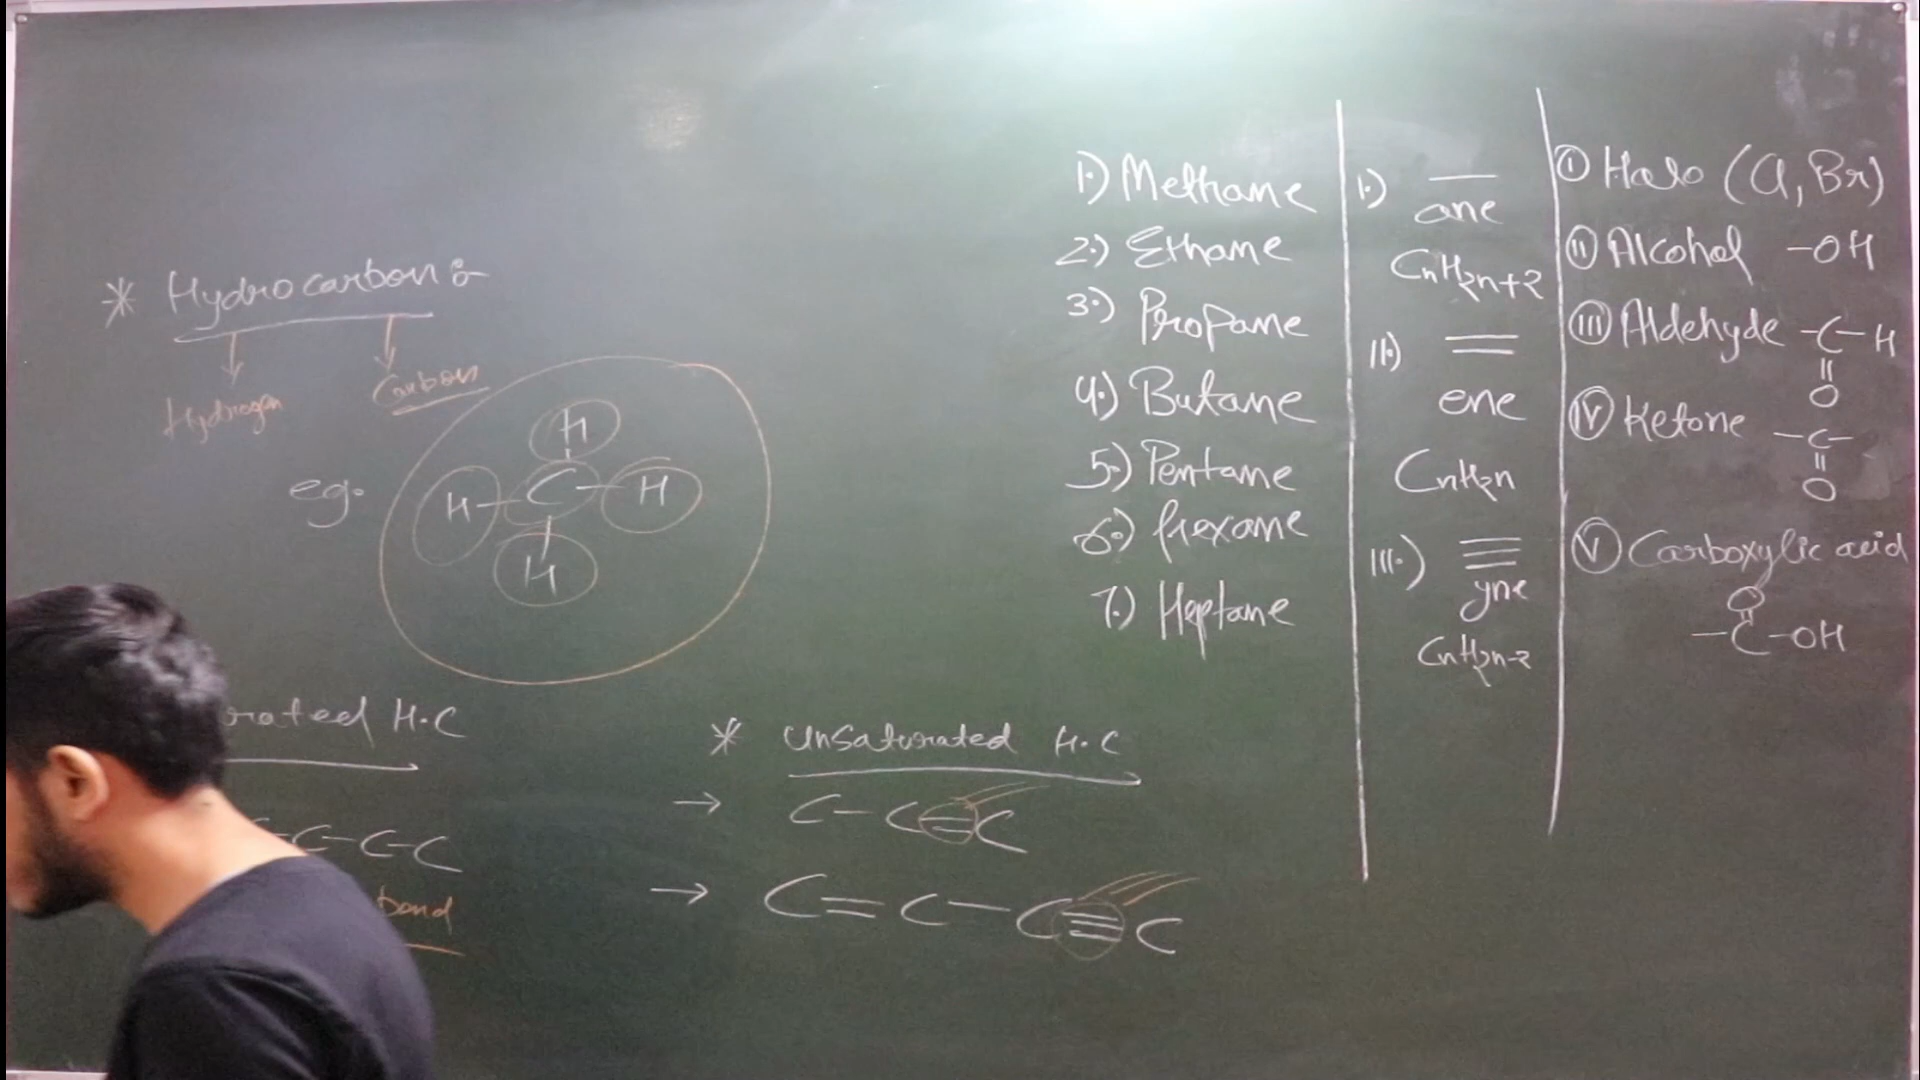 * Hydrocarbon :-
Hydrogen
Carbon
eg.
H
H - C - H
H
rated H.C
C - C - C - C
bond
* Unsaturated H.C
→ C - C = C
→ C = C - C ≡ C
1.) Methane
2.) Ethane
3.) Propane
4.) Butane
5.) Pentane
6.) Hexane
7.) Heptane
1.) —
ane
CnH2n+2
11.) =
ene
CnH2n
111.) ≡
yne
CnH2n-2
I Halo (Cl, Br)
II Alcohol -OH
III Aldehyde -C-H
||
O
IV Ketone -C-
||
O
V Carboxylic acid
O
||
-C-OH